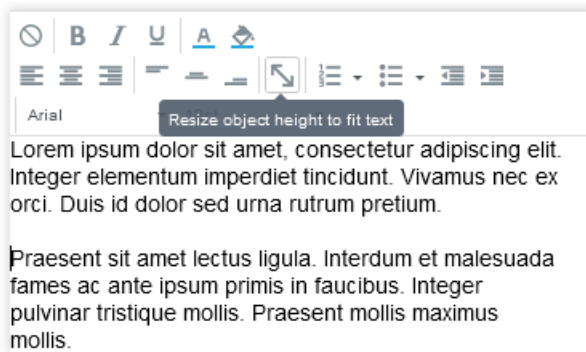 B I U A
Arial
Resize object height to fit text
Lorem ipsum dolor sit amet, consectetur adipiscing elit.
Integer elementum imperdiet tincidunt. Vivamus nec ex
orci. Duis id dolor sed urna rutrum pretium.
Praesent sit amet lectus ligula. Interdum et malesuada
fames ac ante ipsum primis in faucibus. Integer
pulvinar tristique mollis. Praesent mollis maximus
mollis.